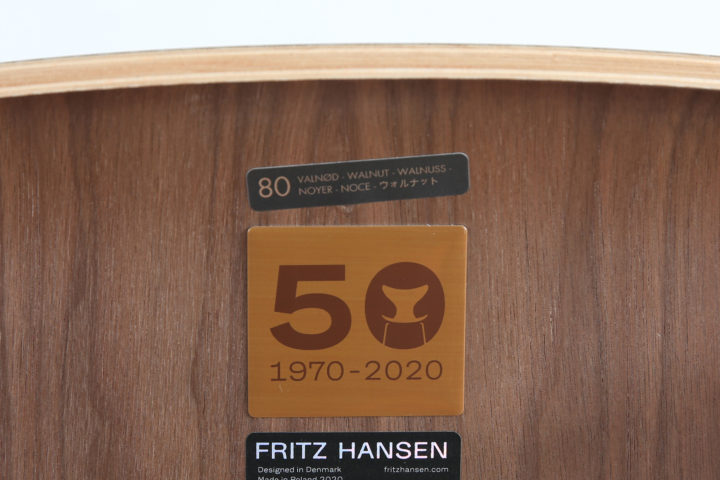 80 VALNØD - WALNUT - WALNUSS -
NOYER - NOCE - ウォルナット
50
1970-2020
FRITZ HANSEN
Designed in Denmark fritzhansen.com
Made in Poland 2020